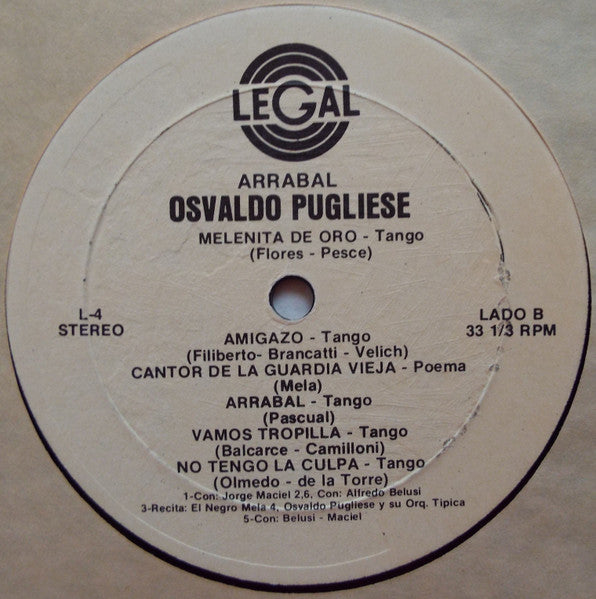 LEGAL
ARRABAL
OSVALDO PUGLIESE
MELENITA DE ORO - Tango
(Flores - Pesce)
L-4
STEREO
LADO B
33 1/3 RPM
AMIGAZO - Tango
(Filiberto- Brancatti - Velich)
CANTOR DE LA GUARDIA VIEJA - Poema
(Mela)
ARRABAL - Tango
(Pascual)
VAMOS TROPILLA - Tango
(Balcarce - Camilloni)
NO TENGO LA CULPA - Tango
(Olmedo - de la Torre)
1-Con: Jorge Maciel 2,6, Con: Alfredo Belusi
3-Recita: El Negro Mela 4, Osvaldo Pugliese y su Orq. Tipica
5-Con: Belusi - Maciel